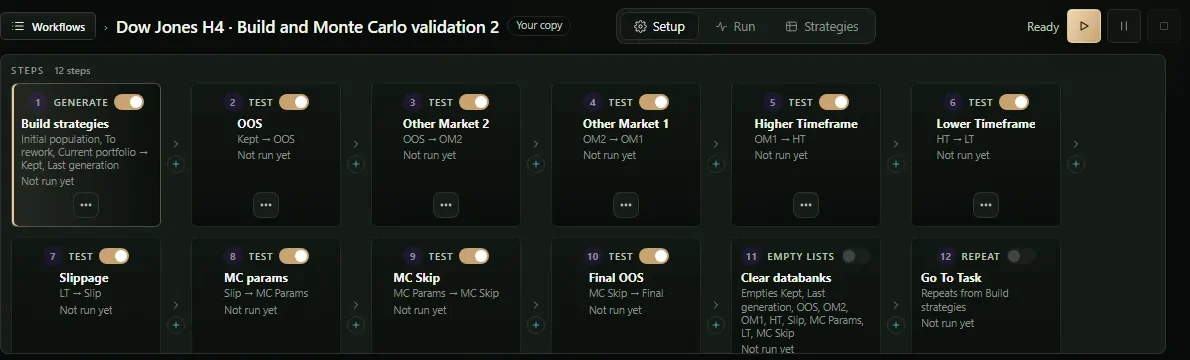 Workflows › Dow Jones H4 · Build and Monte Carlo validation 2 Your copy Setup Run Strategies Ready
STEPS 12 steps
1 GENERATE
Build strategies
Initial population, To
rework, Current portfolio →
Kept, Last generation
Not run yet
2 TEST
OOS
Kept → OOS
Not run yet
3 TEST
Other Market 2
OOS → OM2
Not run yet
4 TEST
Other Market 1
OM2 → OM1
Not run yet
5 TEST
Higher Timeframe
OM1 → HT
Not run yet
6 TEST
Lower Timeframe
HT → LT
Not run yet
7 TEST
Slippage
LT → Slip
Not run yet
8 TEST
MC params
Slip → MC Params
Not run yet
9 TEST
MC Skip
MC Params → MC Skip
Not run yet
10 TEST
Final OOS
MC Skip → Final
Not run yet
11 EMPTY LISTS
Clear databanks
Empties Kept, Last
generation, OOS, OM2,
OM1, HT, Slip, MC Params,
LT, MC Skip
Not run yet
12 REPEAT
Go To Task
Repeats from Build
strategies
Not run yet